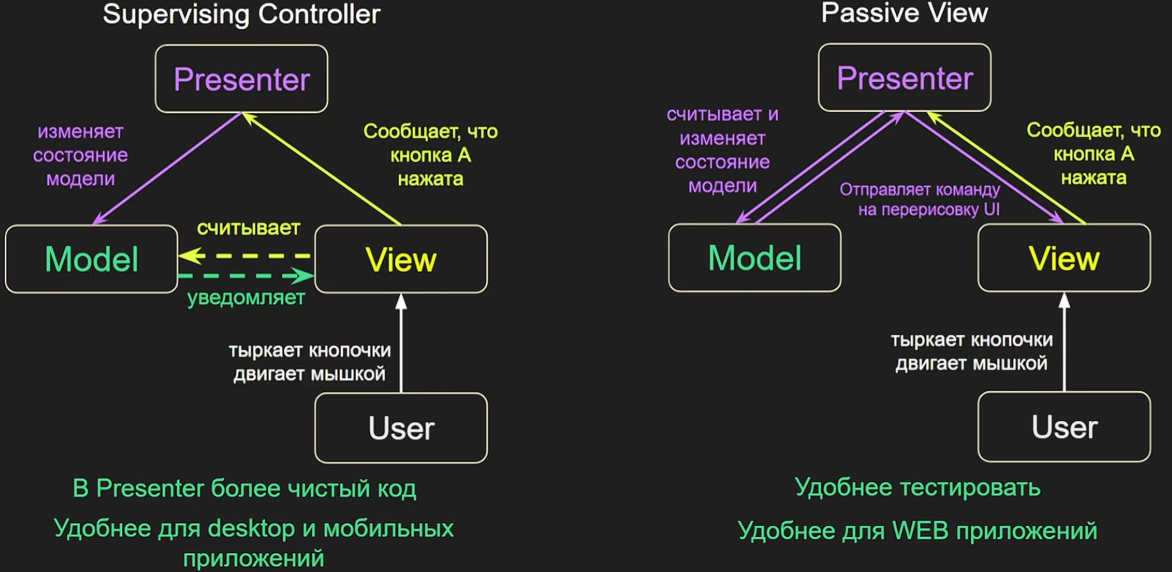 Supervising Controller
Presenter
изменяет
состояние
модели
Сообщает, что
кнопка А
нажата
считывает
Model
View
уведомляет
тыркает кнопочки
двигает мышкой
User
В Presenter более чистый код
Удобнее для desktop и мобильных
приложений
Passive View
Presenter
считывает и
изменяет
состояние
модели
Сообщает, что
кнопка А
нажата
Отправляет команду
на перерисовку UI
Model
View
тыркает кнопочки
двигает мышкой
User
Удобнее тестировать
Удобнее для WEB приложений